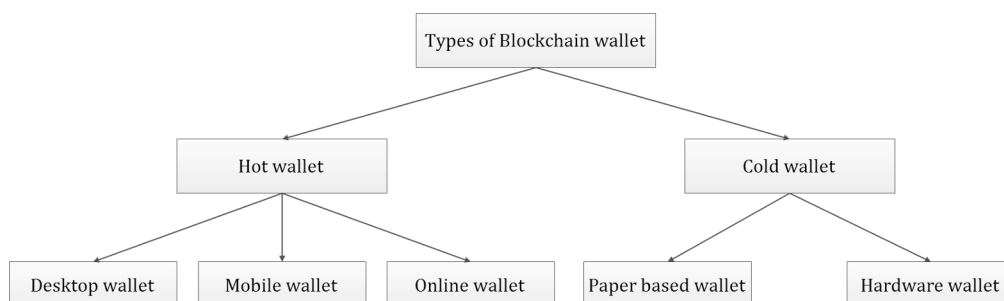 Types of Blockchain wallet
Hot wallet
Cold wallet
Desktop wallet
Mobile wallet
Online wallet
Paper based wallet
Hardware wallet